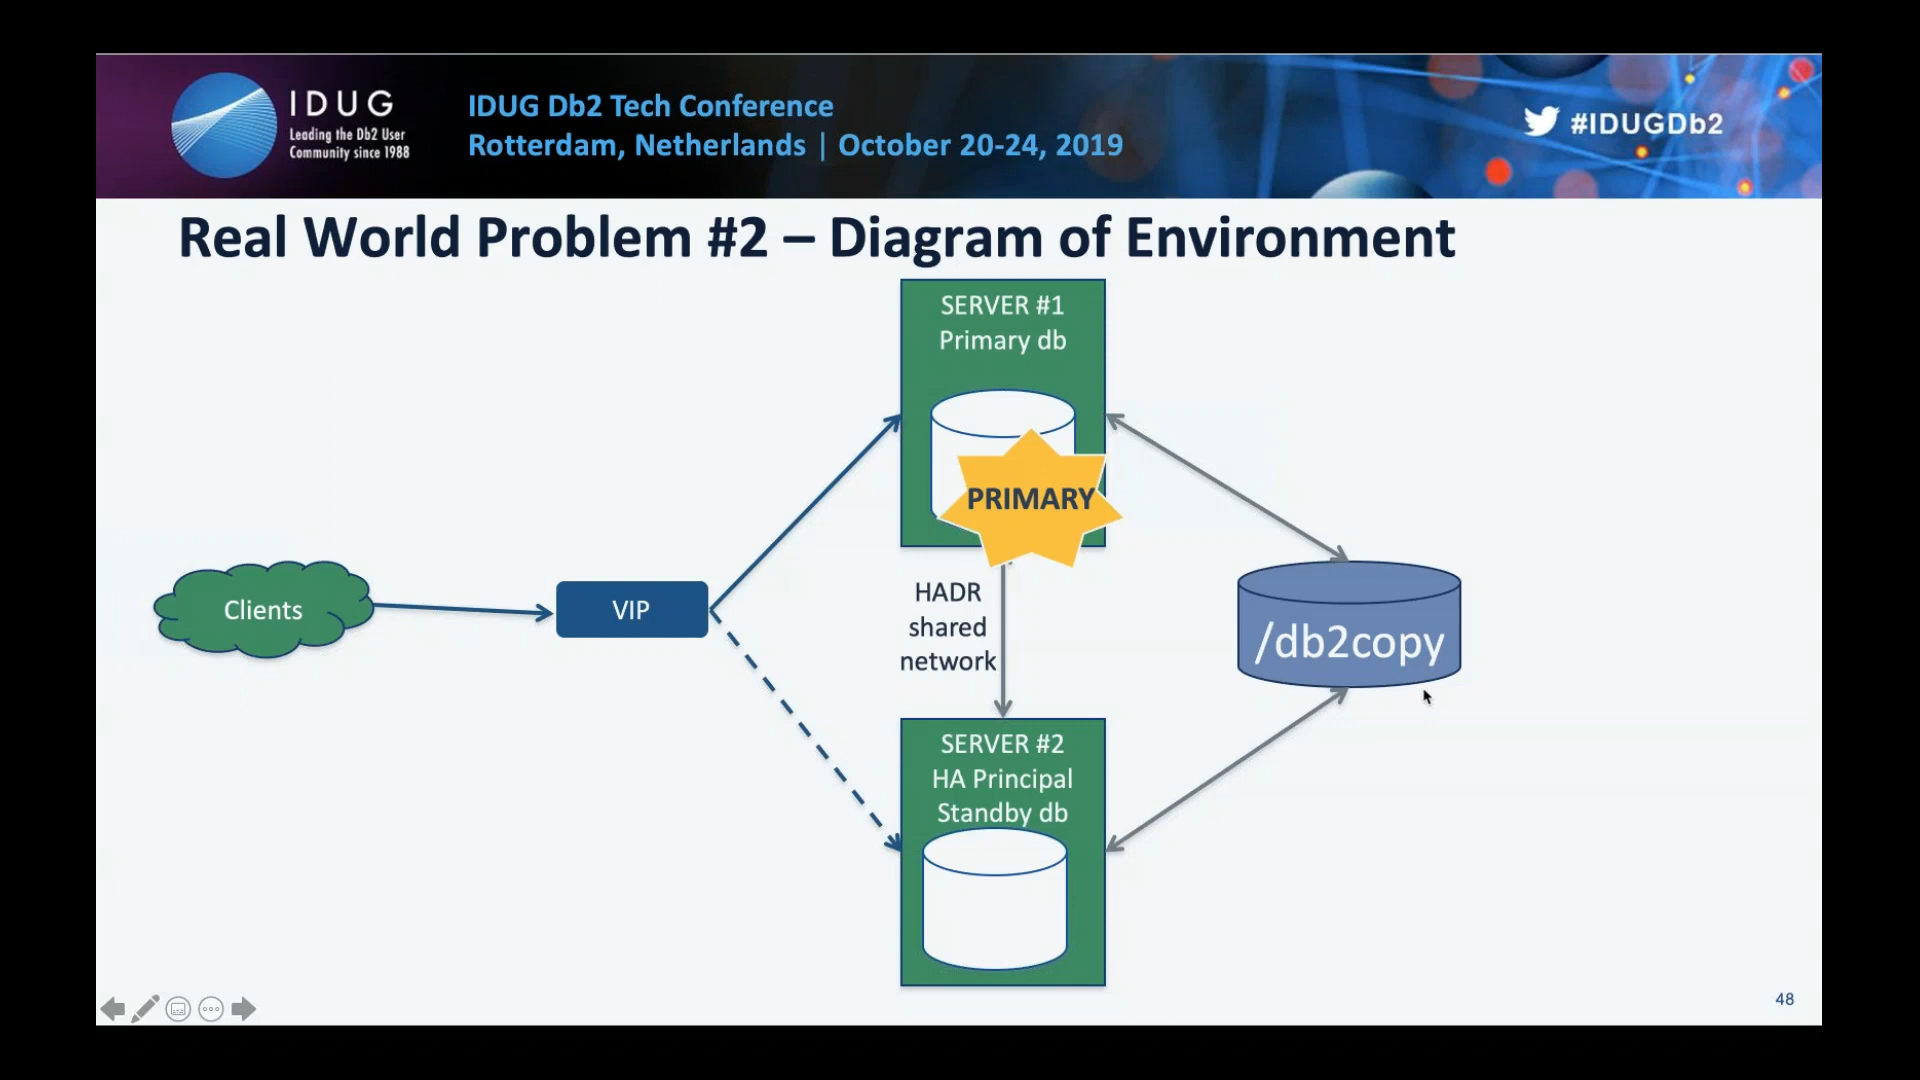 IDUG
Leading the Db2 User
Community since 1988
IDUG Db2 Tech Conference
Rotterdam, Netherlands | October 20-24, 2019
#IDUGDb2
Real World Problem #2 – Diagram of Environment
SERVER #1
Primary db
PRIMARY
Clients
VIP
HADR
shared
network
/db2copy
SERVER #2
HA Principal
Standby db
48